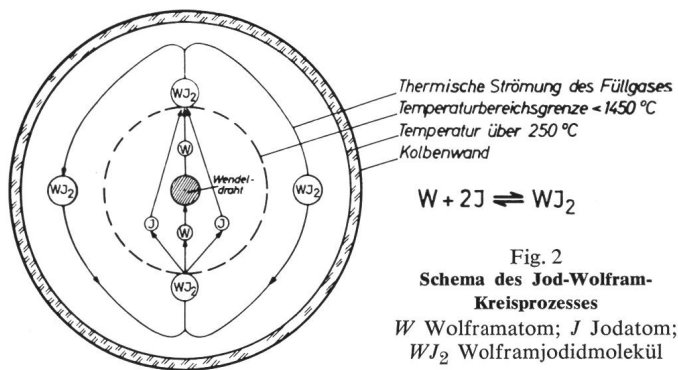 WJ₂
W
Wendel-
draht
WJ₂
WJ₂
J
J
W
WJ₂
Thermische Strömung des Füllgases
Temperaturbereichsgrenze < 1450 °C
Temperatur über 250 °C
Kolbenwand
W + 2J ⇌ WJ₂
Fig. 2
Schema des Jod-Wolfram-
Kreisprozesses
W Wolframatom; J Jodatom;
WJ₂ Wolframjodidmolekül